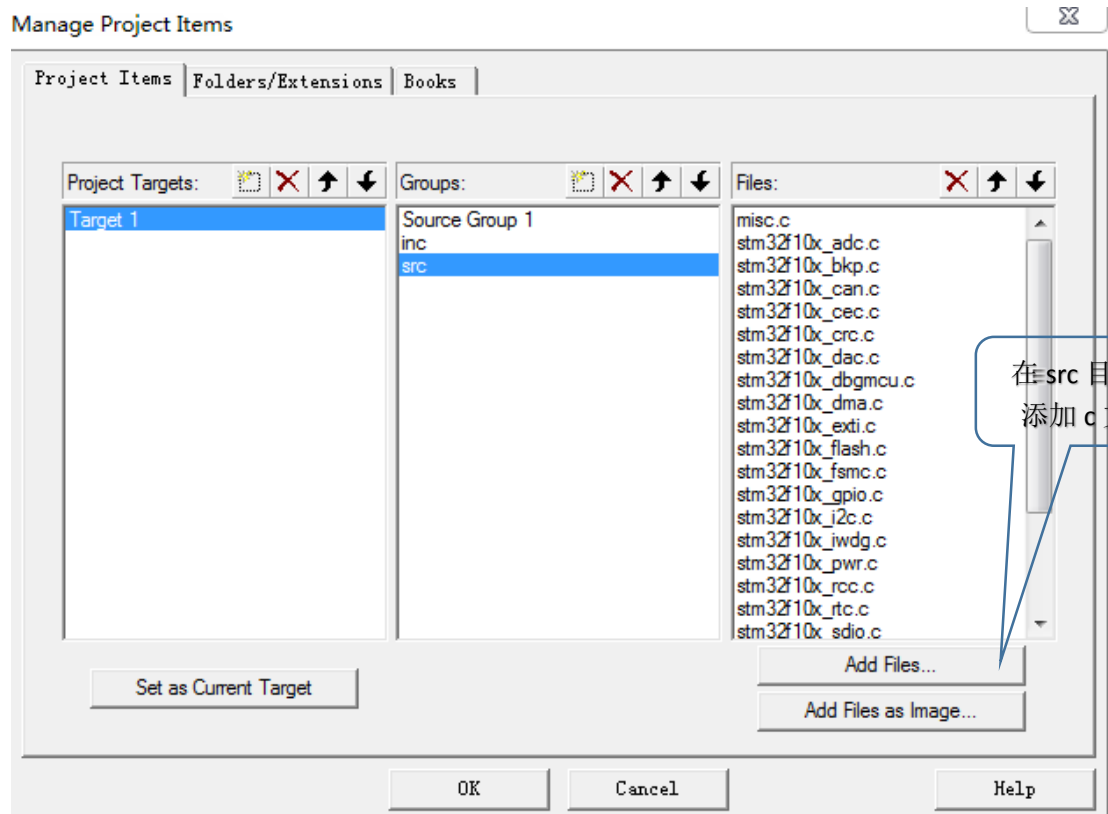 Manage Project Items
Project Items
Folders/Extensions
Books
Project Targets:
Target 1
Groups:
Source Group 1
inc
src
Files:
misc.c
stm32f10x_adc.c
stm32f10x_bkp.c
stm32f10x_can.c
stm32f10x_cec.c
stm32f10x_crc.c
stm32f10x_dac.c
stm32f10x_dbgmcu.c
stm32f10x_dma.c
stm32f10x_exti.c
stm32f10x_flash.c
stm32f10x_fsmc.c
stm32f10x_gpio.c
stm32f10x_i2c.c
stm32f10x_iwdg.c
stm32f10x_pwr.c
stm32f10x_rcc.c
stm32f10x_rtc.c
stm32f10x_sdio.c
在 src 目
添加 c
Add Files...
Set as Current Target
Add Files as Image...
OK
Cancel
Help